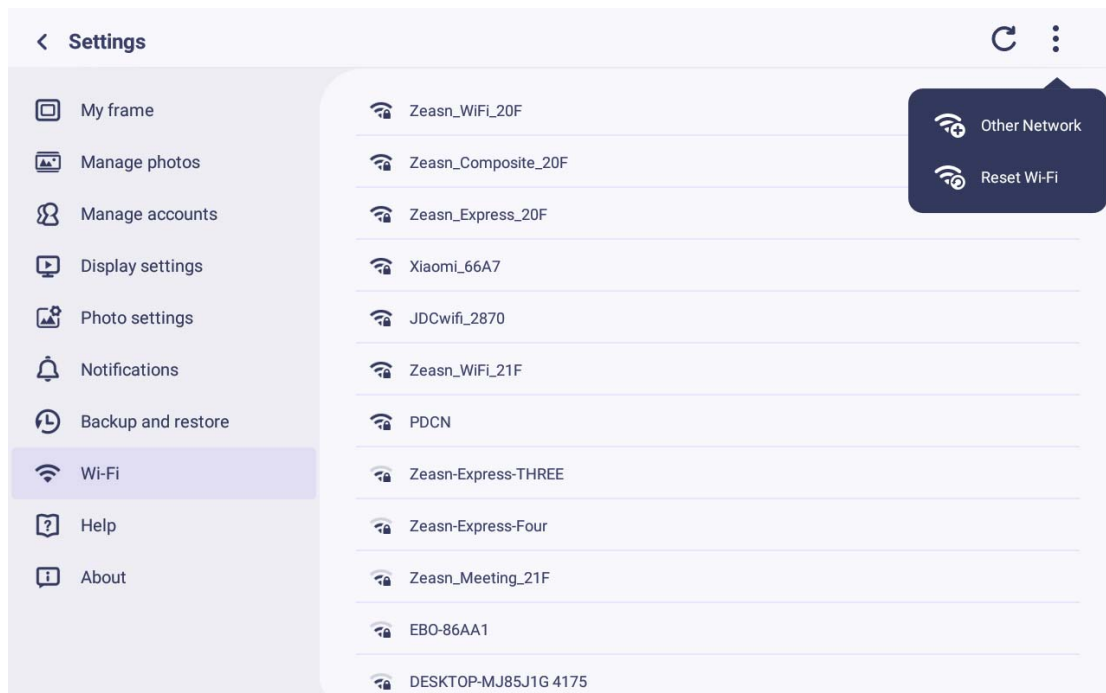 Settings
My frame
Manage photos
Manage accounts
Display settings
Photo settings
Notifications
Backup and restore
Wi-Fi
Help
About
Zeasn_WiFi_20F
Zeasn_Composite_20F
Zeasn_Express_20F
Xiaomi_66A7
JDCwifi_2870
Zeasn_WiFi_21F
PDCN
Zeasn-Express-THREE
Zeasn-Express-Four
Zeasn_Meeting_21F
EBO-86AA1
DESKTOP-MJ85J1G 4175
Other Network
Reset Wi-Fi